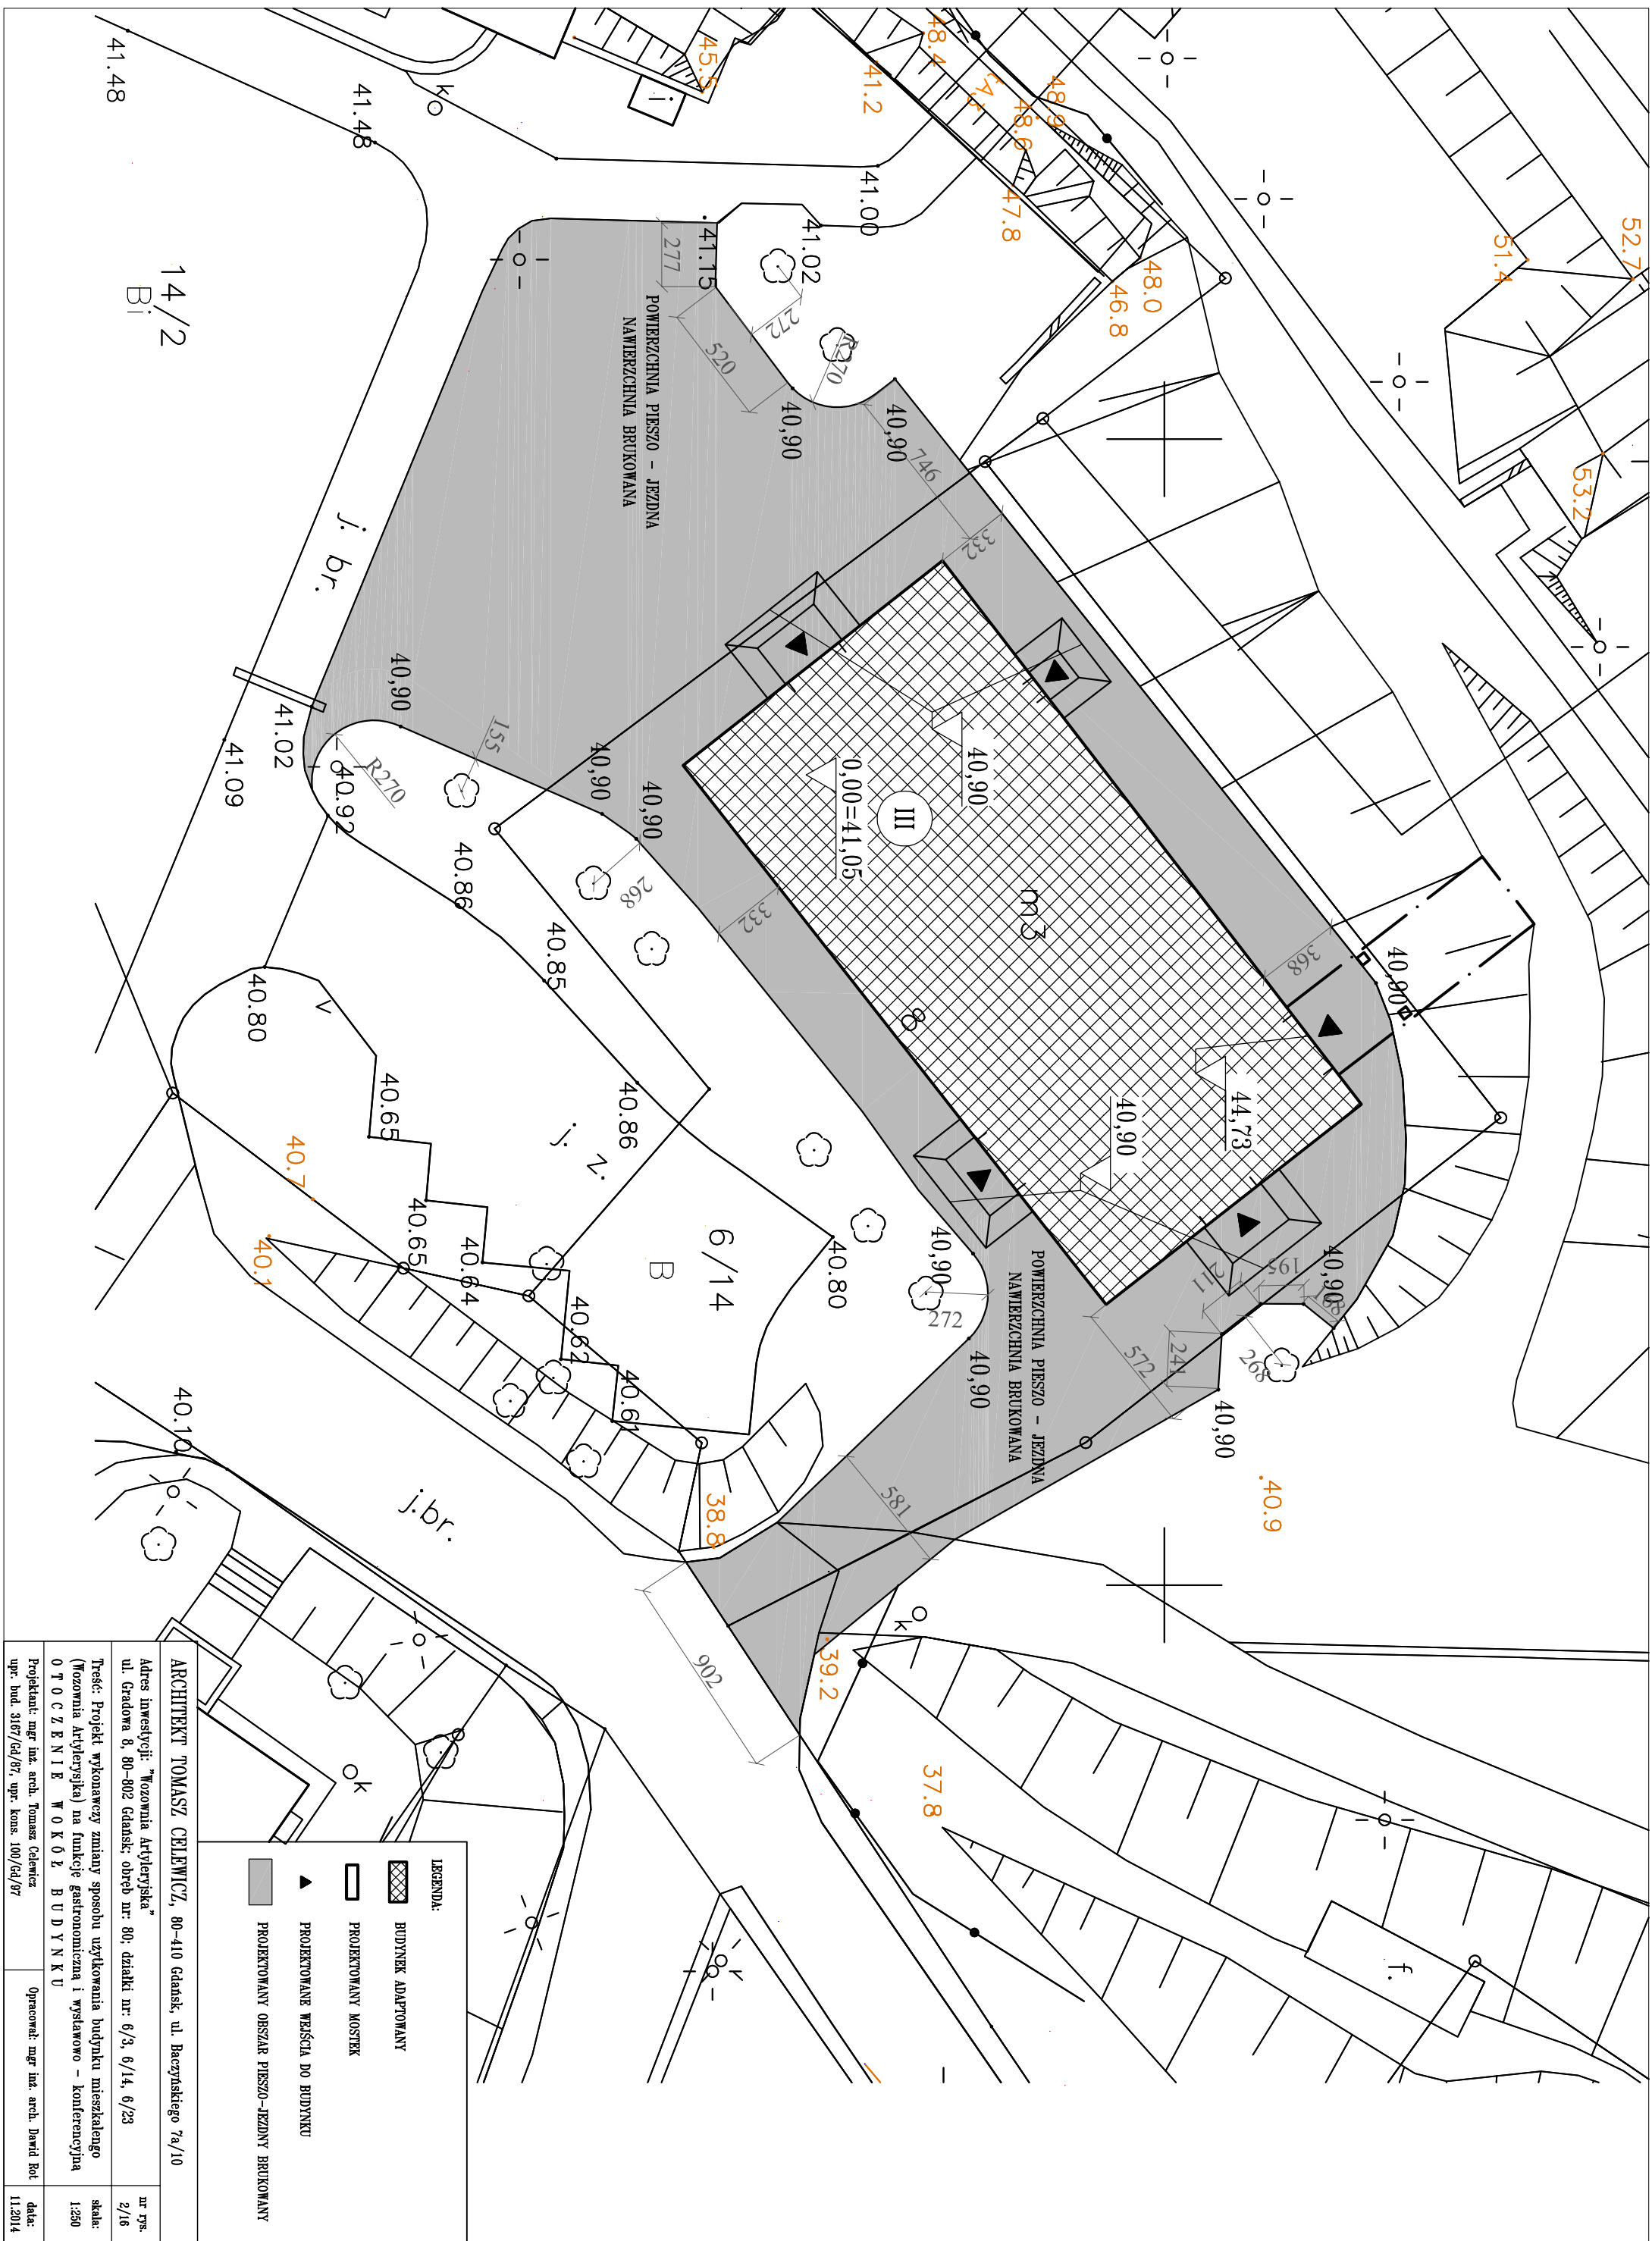 52.7
51.4
53.2
48.4
48.9
48.6
47.8
48.0
46.8
45.5
41.2
41.48
41.48
k
i
41.00
41.02
41.15
277
272
R270
520
40,90
40,90
746
332
POWIERZCHNIA PIESZO - JEZDNA
NAWIERZCHNIA BRUKOWANA
14/2
Bi
j. br.
40,90
41.02
41.09
R270
40.92
155
40,90
40,90
268
332
40.86
40.85
40.86
40.80
v
40.65
40.7
40.1
40.65
40.64
40.62
40.61
j. z.
6/14
B
40.80
III
40,90
0,00=41,05
m3
8
44,73
40,90
368
40,90
40,90
272
40,90
POWIERZCHNIA PIESZO - JEZDNA
NAWIERZCHNIA BRUKOWANA
211
195
168
40,90
241
572
268
40,90
40.9
581
902
38.8
39.2
37.8
k
k
k
f.
40.10
j.br.
LEGENDA:
BUDYNEK ADAPTOWANY
PROJEKTOWANY MOSTEK
PROJEKTOWANE WEJŚCIA DO BUDYNKU
PROJEKTOWANY OBSZAR PIESZO-JEZDNY BRUKOWANY
ARCHITEKT TOMASZ CELEWICZ, 80-410 Gdańsk, ul. Baczyńskiego 7a/10
Adres inwestycji: "Wozownia Artyleryjska"
ul. Gradowa 8, 80-802 Gdańsk; obręb nr: 80; działki nr: 6/3, 6/14, 6/23
nr rys.
2/16
Treść: Projekt wykonawczy zmiany sposobu użytkowania budynku mieszkalengo
(Wozownia Artyleryjska) na funkcję gastronomiczną i wystawowo - konferencyjną
OTOCZENIE WOKÓŁ BUDYNKU
skala:
1:250
Projektant: mgr inż. arch. Tomasz Celewicz
upr. bud. 3167/Gd/87, upr. kons. 100/Gd/97
Opracował: mgr inż. arch. Dawid Rot
data:
11.2014